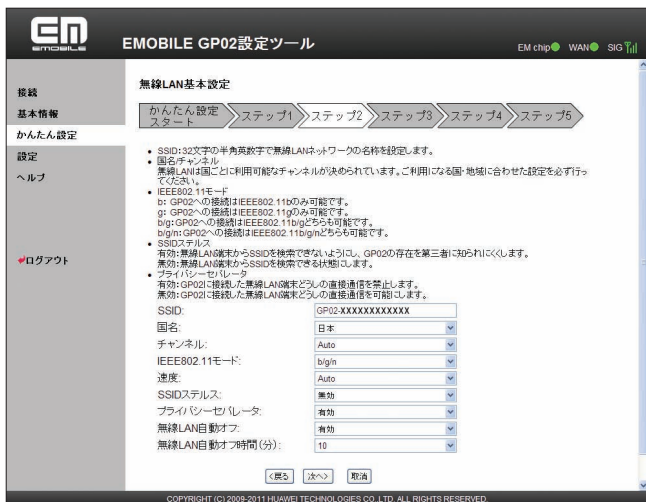 EM
EMOBILE
EMOBILE GP02設定ツール
EM chip WAN SIG
接続
基本情報
かんたん設定
設定
ヘルプ
ログアウト
無線LAN基本設定
かんたん設定
スタート
ステップ1
ステップ2
ステップ3
ステップ4
ステップ5
• SSID:32文字の半角英数字で無線LANネットワークの名称を設定します。
• 国名/チャンネル
無線LANは国ごとに利用可能なチャンネルが決められています。ご利用になる国・地域に合わせた設定を必ず行っ
てください。
• IEEE802.11モード
b: GP02への接続はIEEE802.11bのみ可能です。
g: GP02への接続はIEEE802.11gのみ可能です。
b/g:GP02への接続はIEEE802.11b/gどちらも可能です。
b/g/n:GP02への接続はIEEE802.11b/g/nどちらも可能です。
• SSIDステルス
有効:無線LAN端末からSSIDを検索できないようにし、GP02の存在を第三者に知られにくくします。
無効:無線LAN端末からSSIDを検索できる状態にします。
• プライバシーセパレータ
有効:GP02に接続した無線LAN端末どうしの直接通信を禁止します。
無効:GP02に接続した無線LAN端末どうしの直接通信を可能にします。
SSID: GP02-XXXXXXXXXXXX
国名: 日本
チャンネル: Auto
IEEE802.11モード: b/g/n
速度: Auto
SSIDステルス: 無効
プライバシーセパレータ: 有効
無線LAN自動オフ: 有効
無線LAN自動オフ時間(分): 10
<戻る 次へ> 取消
COPYRIGHT (C) 2009-2011 HUAWEI TECHNOLOGIES CO.,LTD. ALL RIGHTS RESERVED